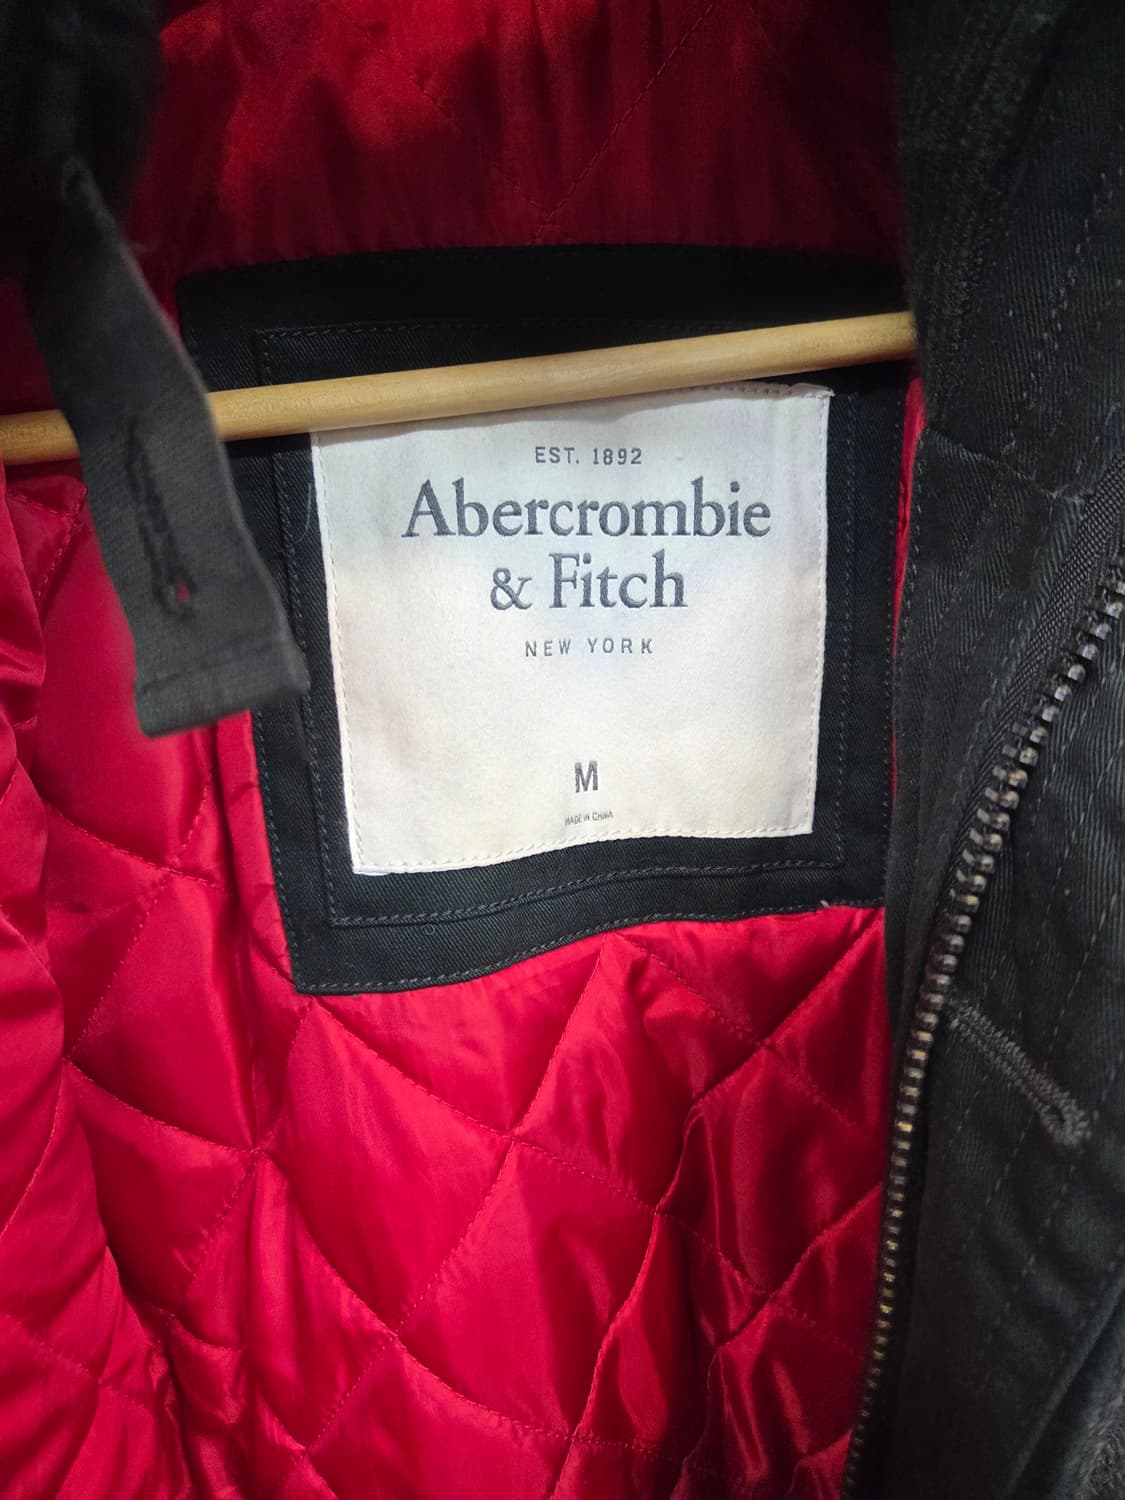 EST. 1892
Abercrombie
& Fitch
NEW YORK
M
MADE IN CHINA